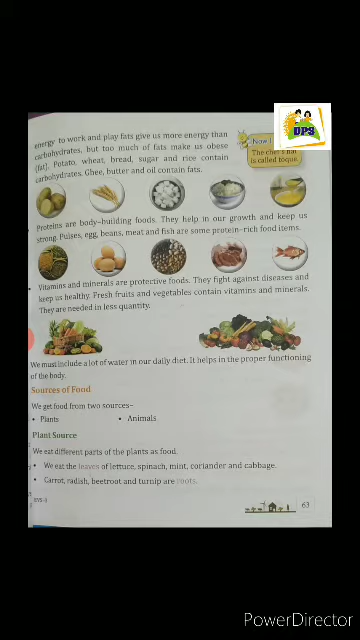 DPS
Now
The chef's hat
is called toque.
energy to work and play fats give us more energy than
carbohydrates, but too much of fats make us obese
(fat). Potato, wheat, bread, sugar and rice contain
carbohydrates. Ghee, butter and oil contain fats.
Proteins are body-building foods. They help in our growth and keep us
strong. Pulses, egg, beans, meat and fish are some protein-rich food items.
• Vitamins and minerals are protective foods. They fight against diseases and
keep us healthy. Fresh fruits and vegetables contain vitamins and minerals.
They are needed in less quantity.
We must include a lot of water in our daily diet. It helps in the proper functioning
of the body.
Sources of Food
We get food from two sources–
• Plants • Animals
Plant Source
We eat different parts of the plants as food.
• We eat the leaves of lettuce, spinach, mint, coriander and cabbage.
• Carrot, radish, beetroot and turnip are roots.
EVS-3
63
PowerDirector